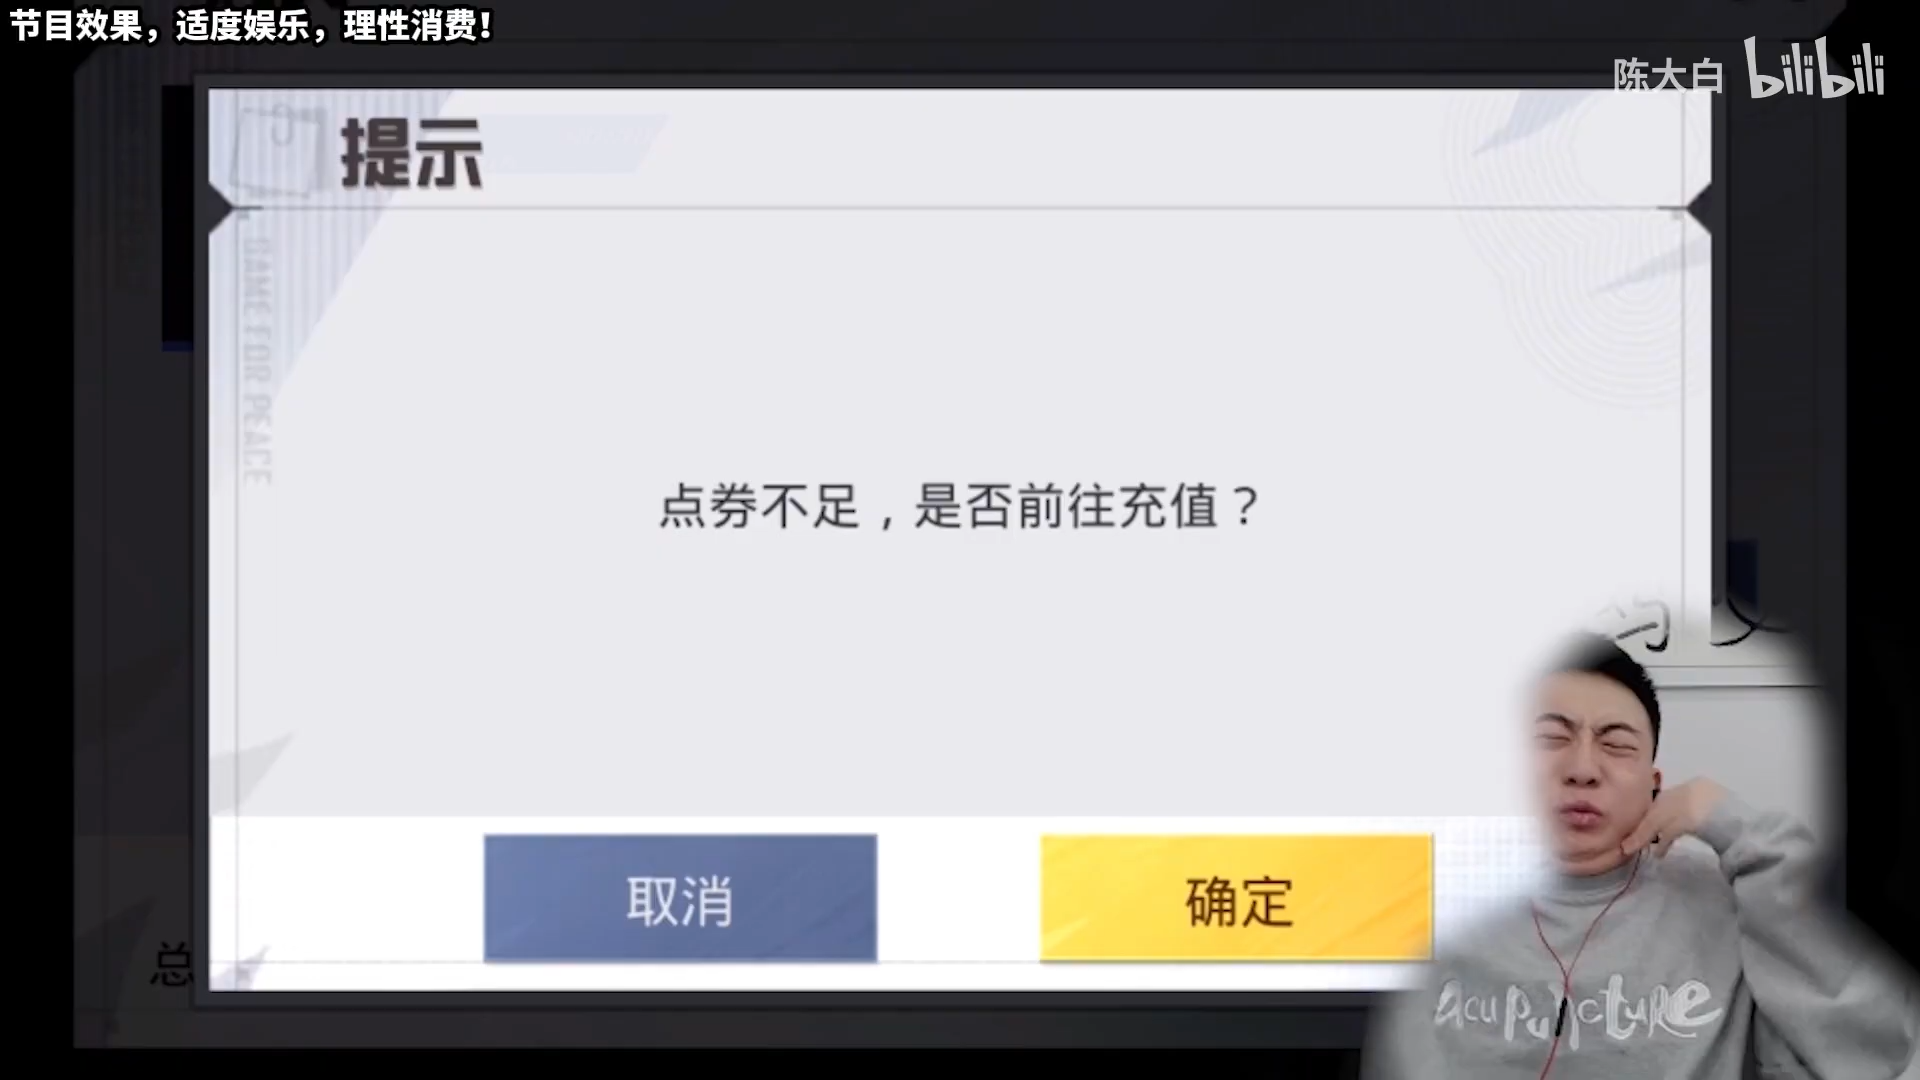 节目效果，适度娱乐，理性消费！
陈大白 bilibili
提示
GAME FOR PEACE
点券不足，是否前往充值？
取消
确定
总
acupuncture